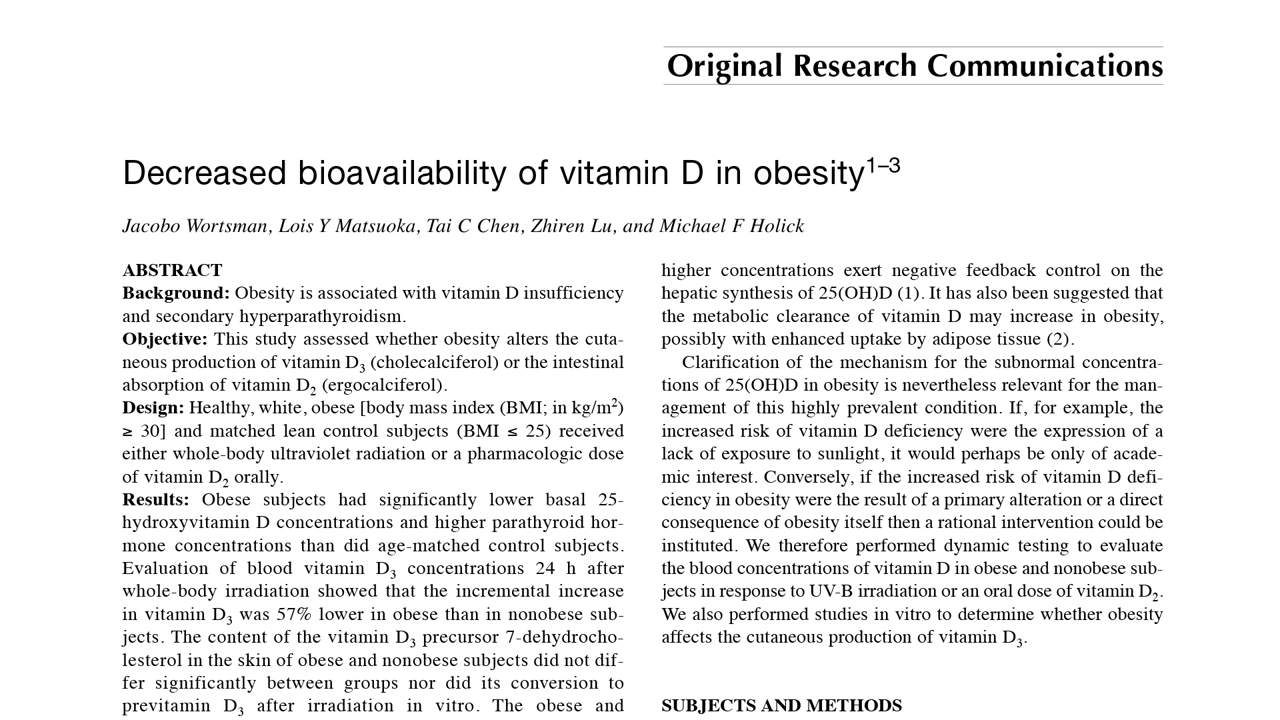 Original Research Communications
Decreased bioavailability of vitamin D in obesity1–3
Jacobo Wortsman, Lois Y Matsuoka, Tai C Chen, Zhiren Lu, and Michael F Holick
ABSTRACT
Background: Obesity is associated with vitamin D insufficiency
and secondary hyperparathyroidism.
Objective: This study assessed whether obesity alters the cuta-
neous production of vitamin D3 (cholecalciferol) or the intestinal
absorption of vitamin D2 (ergocalciferol).
Design: Healthy, white, obese [body mass index (BMI; in kg/m2)
≥ 30] and matched lean control subjects (BMI ≤ 25) received
either whole-body ultraviolet radiation or a pharmacologic dose
of vitamin D2 orally.
Results: Obese subjects had significantly lower basal 25-
hydroxyvitamin D concentrations and higher parathyroid hor-
mone concentrations than did age-matched control subjects.
Evaluation of blood vitamin D3 concentrations 24 h after
whole-body irradiation showed that the incremental increase
in vitamin D3 was 57% lower in obese than in nonobese sub-
jects. The content of the vitamin D3 precursor 7-dehydrocho-
lesterol in the skin of obese and nonobese subjects did not dif-
fer significantly between groups nor did its conversion to
previtamin D3 after irradiation in vitro. The obese and
higher concentrations exert negative feedback control on the
hepatic synthesis of 25(OH)D (1). It has also been suggested that
the metabolic clearance of vitamin D may increase in obesity,
possibly with enhanced uptake by adipose tissue (2).
Clarification of the mechanism for the subnormal concentra-
tions of 25(OH)D in obesity is nevertheless relevant for the man-
agement of this highly prevalent condition. If, for example, the
increased risk of vitamin D deficiency were the expression of a
lack of exposure to sunlight, it would perhaps be only of acade-
mic interest. Conversely, if the increased risk of vitamin D defi-
ciency in obesity were the result of a primary alteration or a direct
consequence of obesity itself then a rational intervention could be
instituted. We therefore performed dynamic testing to evaluate
the blood concentrations of vitamin D in obese and nonobese sub-
jects in response to UV-B irradiation or an oral dose of vitamin D2.
We also performed studies in vitro to determine whether obesity
affects the cutaneous production of vitamin D3.
SUBJECTS AND METHODS